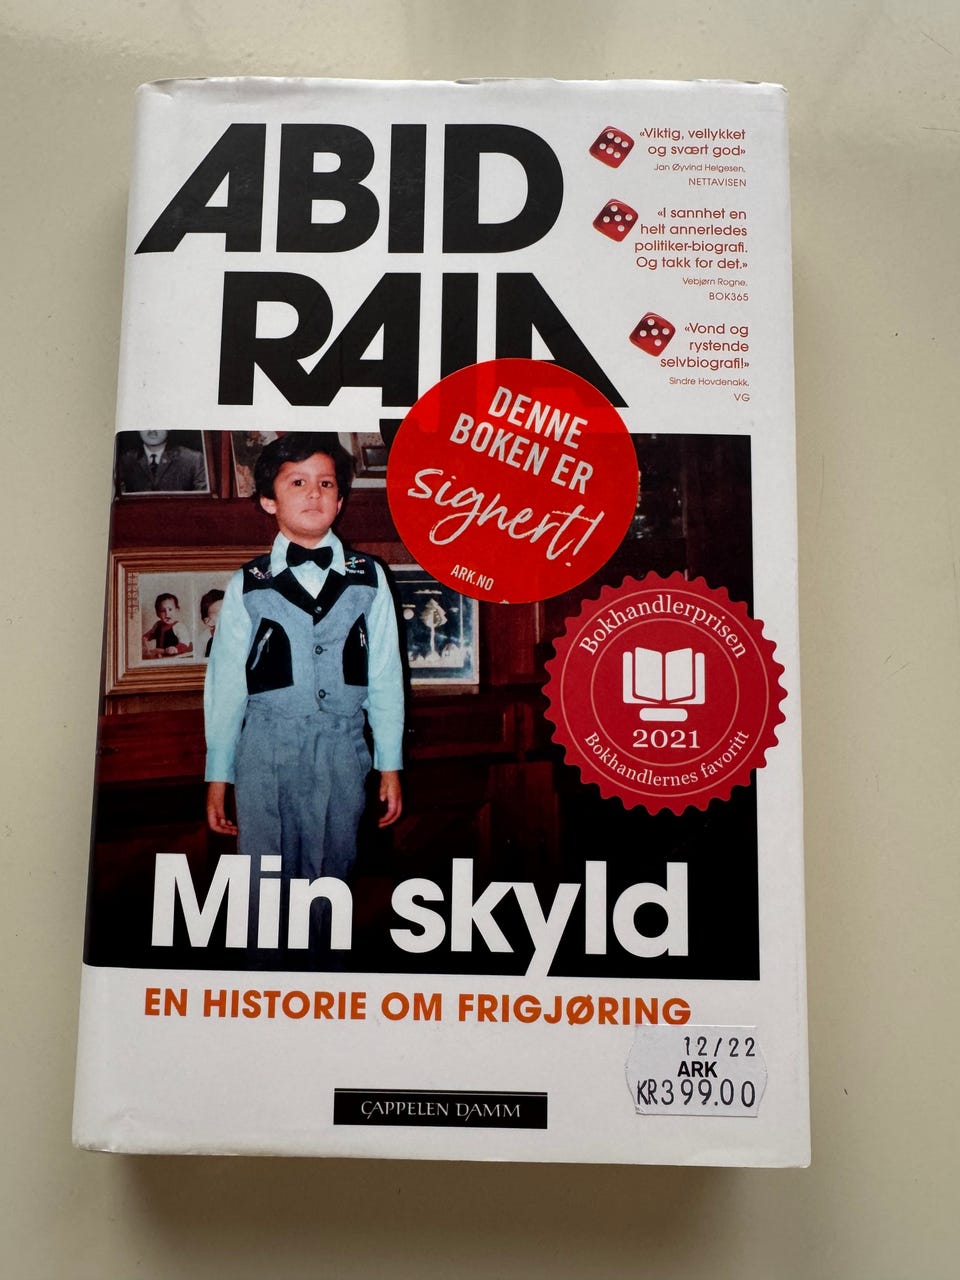 ABID
RAJA
«Viktig, vellykket
og svært god»
Jan Øyvind Helgesen,
NETTAVISEN
«I sannhet en
helt annerledes
politiker-biografi.
Og takk for det.»
Vebjørn Rogne,
BOK365
«Vond og
rystende
selvbiografi!»
Sindre Hovdenakk,
VG
DENNE
BOKEN ER
signert!
ARK.NO
Bokhandlerprisen
2021
Bokhandlernes favoritt
Min skyld
EN HISTORIE OM FRIGJØRING
12/22
ARK
KR399.00
CAPPELEN DAMM